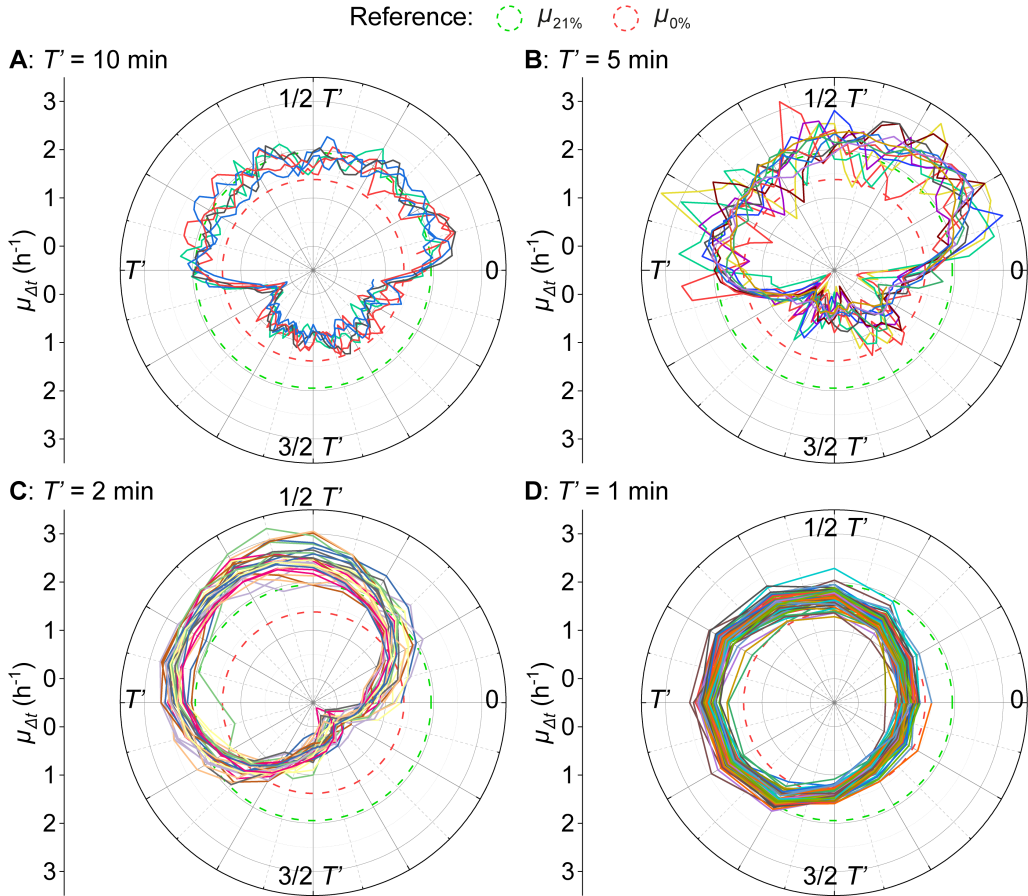 Reference: μ21% μ0%
A: T' = 10 min
B: T' = 5 min
3
2
1
0
0
1
2
3
μΔt (h-1)
1/2 T'
T'
0
3/2 T'
3
2
1
0
0
1
2
3
μΔt (h-1)
1/2 T'
T'
0
3/2 T'
C: T' = 2 min
D: T' = 1 min
3
2
1
0
0
1
2
3
μΔt (h-1)
1/2 T'
T'
0
3/2 T'
3
2
1
0
0
1
2
3
μΔt (h-1)
1/2 T'
T'
0
3/2 T'